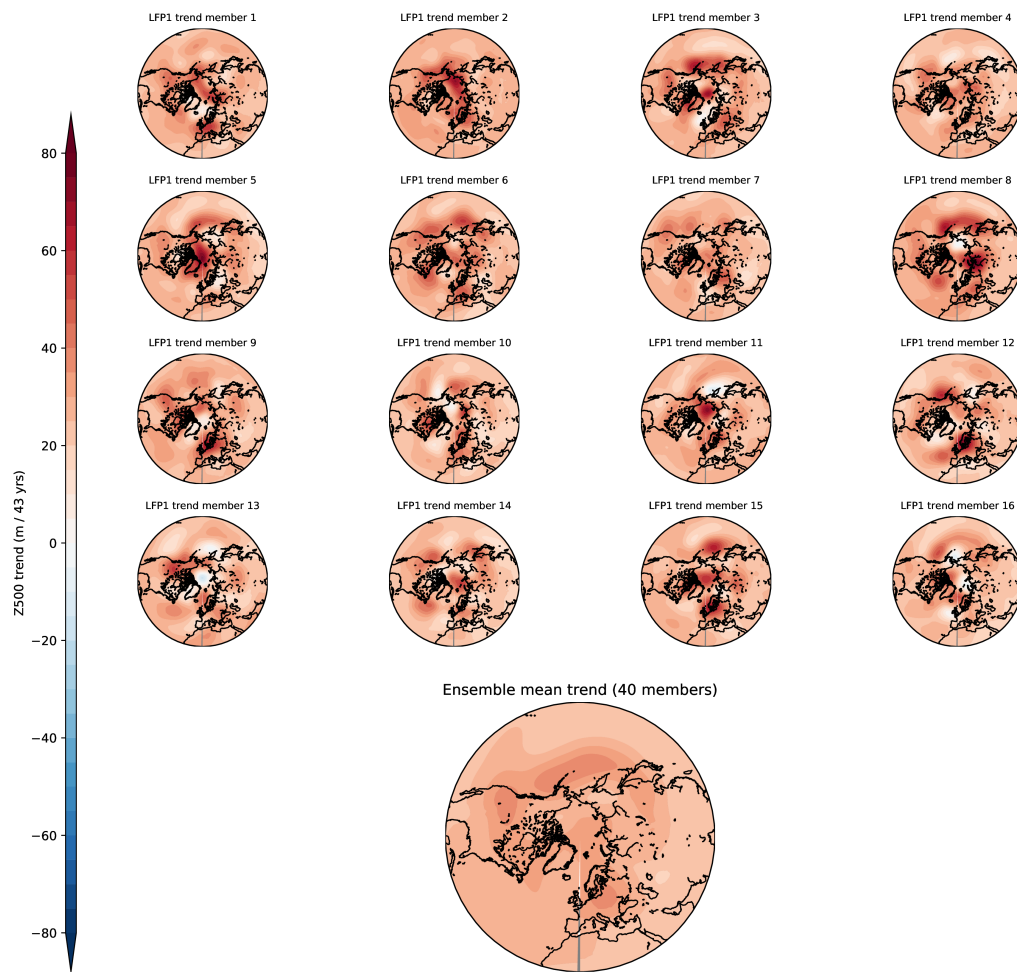 LFP1 trend member 1
LFP1 trend member 2
LFP1 trend member 3
LFP1 trend member 4
LFP1 trend member 5
LFP1 trend member 6
LFP1 trend member 7
LFP1 trend member 8
LFP1 trend member 9
LFP1 trend member 10
LFP1 trend member 11
LFP1 trend member 12
LFP1 trend member 13
LFP1 trend member 14
LFP1 trend member 15
LFP1 trend member 16
80
60
40
20
0
−20
−40
−60
−80
Z500 trend (m / 43 yrs)
Ensemble mean trend (40 members)